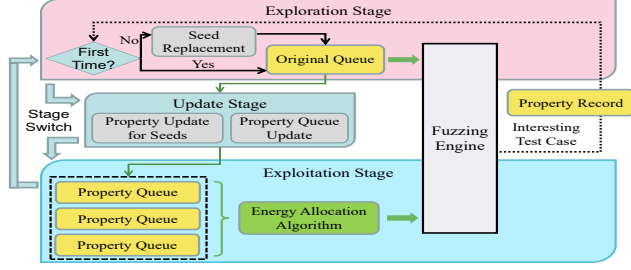 Exploration Stage
First
Time?
No
Yes
Seed
Replacement
Original Queue
Stage
Switch
Update Stage
Property Update
for Seeds
Property Queue
Update
Fuzzing
Engine
Property Record
Interesting
Test Case
Exploitation Stage
Property Queue
Property Queue
Property Queue
Energy Allocation
Algorithm